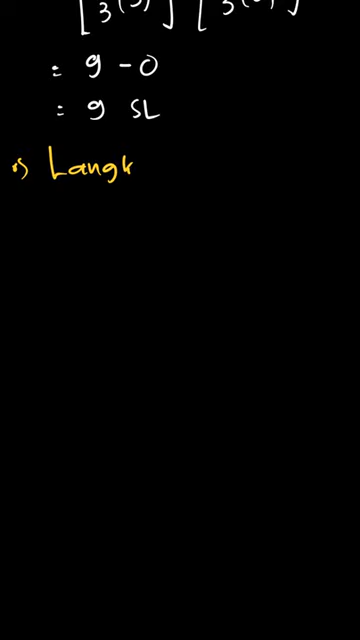 = 9 - 0
= 9 SL
Langk